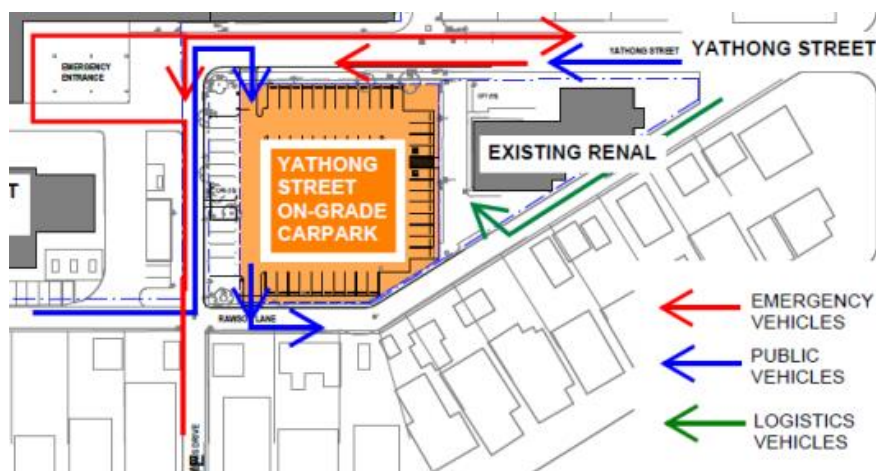 EMERGENCY
ENTRANCE
YATHONG STREET
YATHONG STREET
EXISTING RENAL
YATHONG
STREET
ON-GRADE
CARPARK
T
RAWSON LANE
DRIVE
EMERGENCY
VEHICLES
PUBLIC
VEHICLES
LOGISTICS
VEHICLES